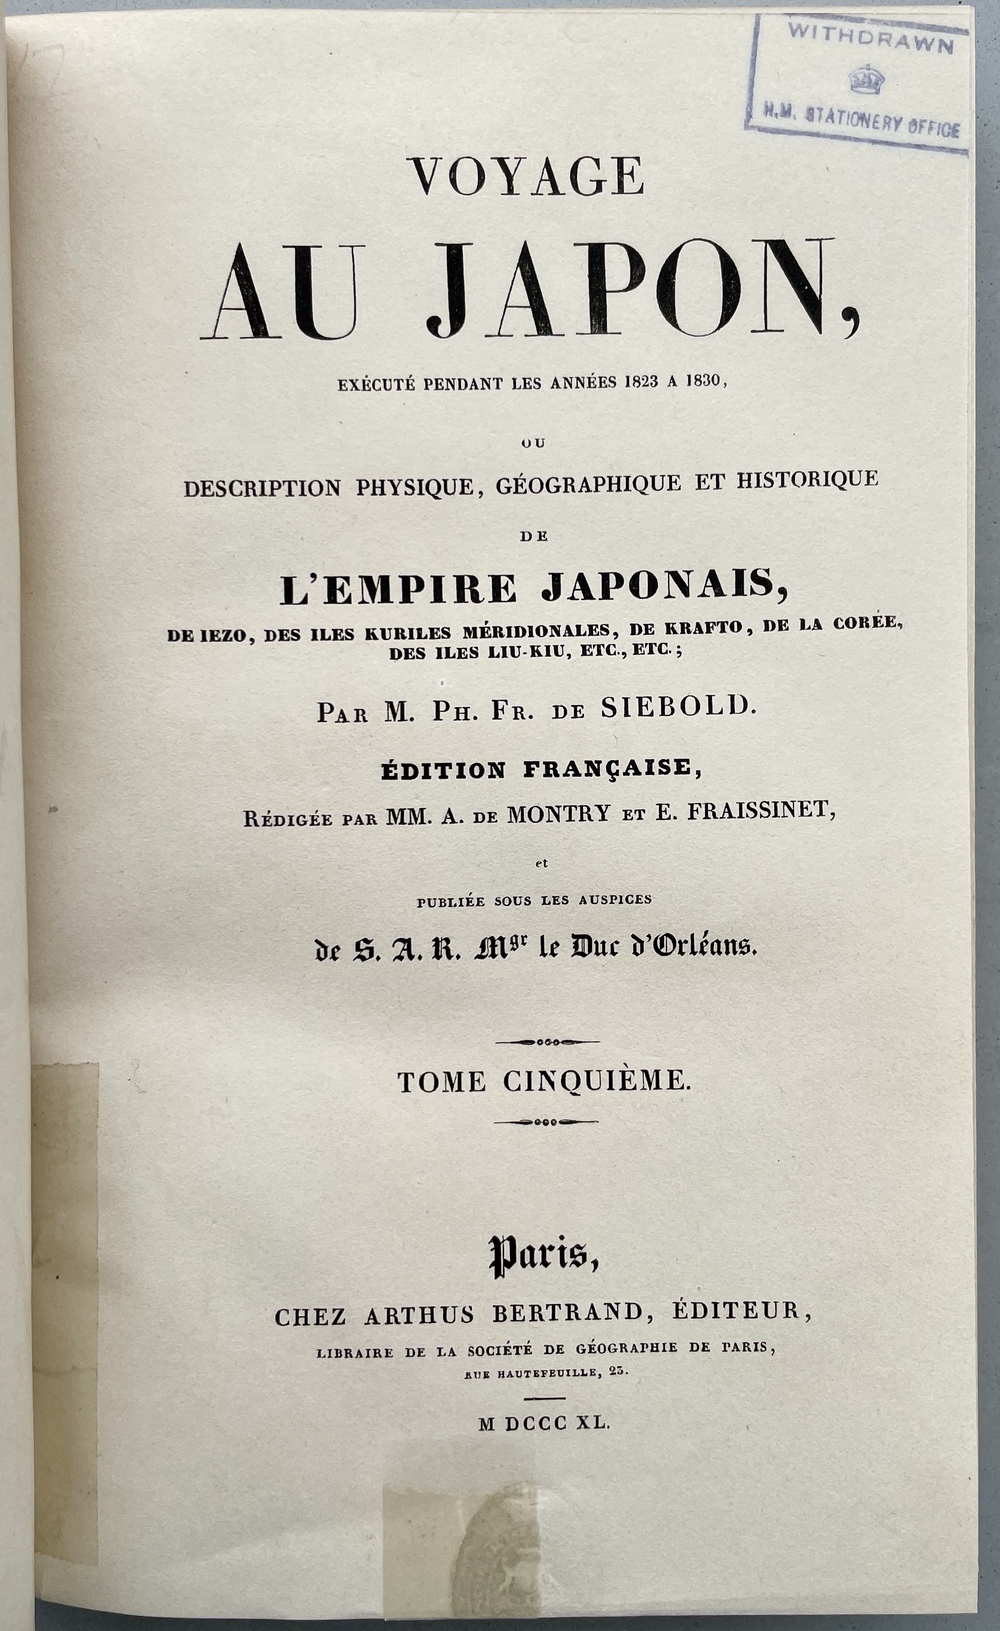 WITHDRAWN
H.M. STATIONERY OFFICE
VOYAGE
AU JAPON,
EXÉCUTÉ PENDANT LES ANNÉES 1823 A 1830,
OU
DESCRIPTION PHYSIQUE, GÉOGRAPHIQUE ET HISTORIQUE
DE
L'EMPIRE JAPONAIS,
DE IEZO, DES ILES KURILES MÉRIDIONALES, DE KRAFTO, DE LA CORÉE,
DES ILES LIU-KIU, ETC., ETC.;
PAR M. PH. FR. DE SIEBOLD.
ÉDITION FRANÇAISE,
RÉDIGÉE PAR MM. A. DE MONTRY ET E. FRAISSINET,
et
PUBLIÉE SOUS LES AUSPICES
de S. A. R. Mgr le Duc d'Orléans.
TOME CINQUIÈME.
Paris,
CHEZ ARTHUS BERTRAND, ÉDITEUR,
LIBRAIRE DE LA SOCIÉTÉ DE GÉOGRAPHIE DE PARIS,
RUE HAUTEFEUILLE, 23.
M DCCC XL.